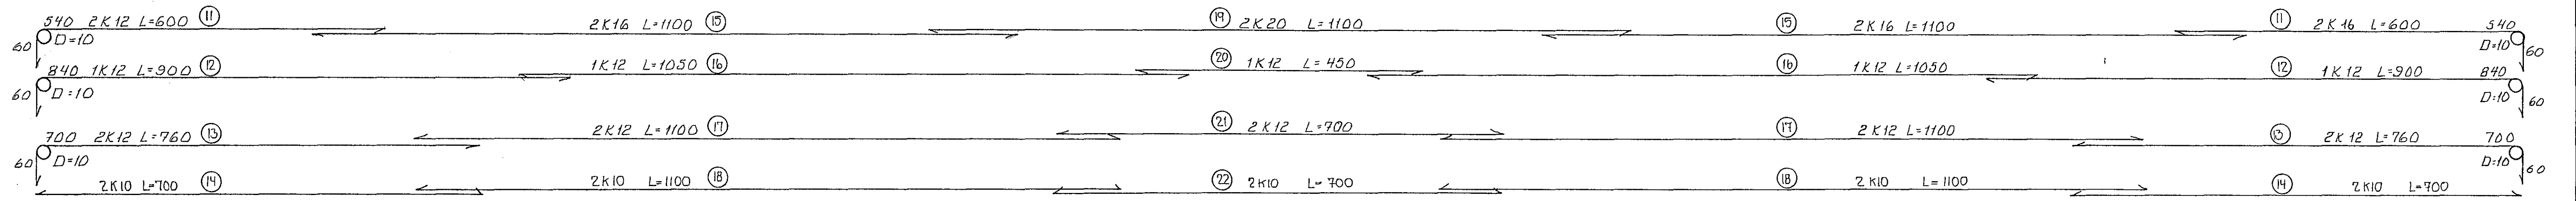 540 2K12 L=600 ⑪ 2K16 L=1100 ⑮ ⑲ 2K20 L=1100 ⑮ 2K16 L=1100 ⑪ 2K16 L=600 540
60 D=10 D=10 60
840 1K12 L=900 ⑫ 1K12 L=1050 ⑯ ⑳ 1K12 L=450 ⑯ 1K12 L=1050 ⑫ 1K12 L=900 840
60 D=10 D=10 60
700 2K12 L=760 ⑬ 2K12 L=1100 ⑰ ㉑ 2K12 L=700 ⑰ 2K12 L=1100 ⑬ 2K12 L=760 700
60 D=10 D=10 60
2K10 L=700 ⑭ 2K10 L=1100 ⑱ ㉒ 2K10 L=700 ⑱ 2K10 L=1100 ⑭ 2K10 L=700